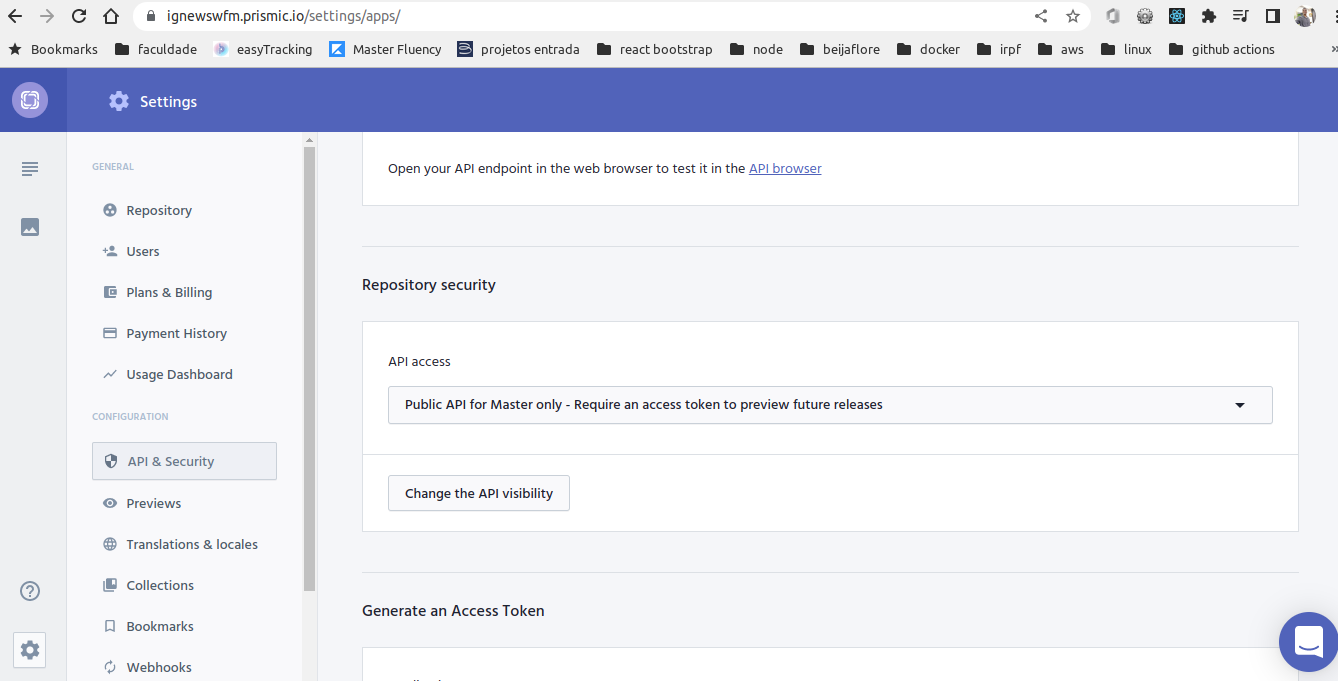 ignewswfm.prismic.io/settings/apps/
Bookmarks faculdade easyTracking Master Fluency projetos entrada react bootstrap node beijaflore docker irpf aws linux github actions »
Settings
GENERAL
Repository
Users
Plans & Billing
Payment History
Usage Dashboard
CONFIGURATION
API & Security
Previews
Translations & locales
Collections
Bookmarks
Webhooks
Open your API endpoint in the web browser to test it in the API browser
Repository security
API access
Public API for Master only - Require an access token to preview future releases
Change the API visibility
Generate an Access Token